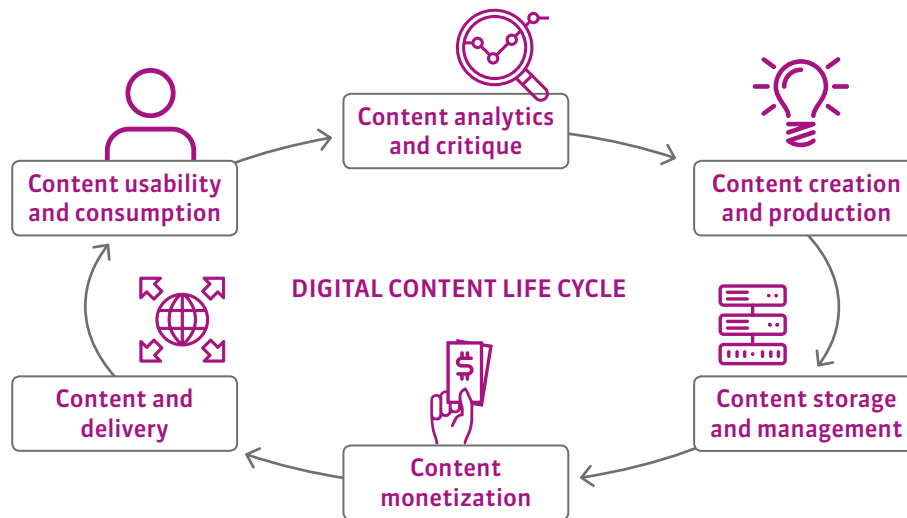 Content analytics
and critique
Content usability
and consumption
Content creation
and production
DIGITAL CONTENT LIFE CYCLE
$
Content and
delivery
Content storage
and management
Content
monetization